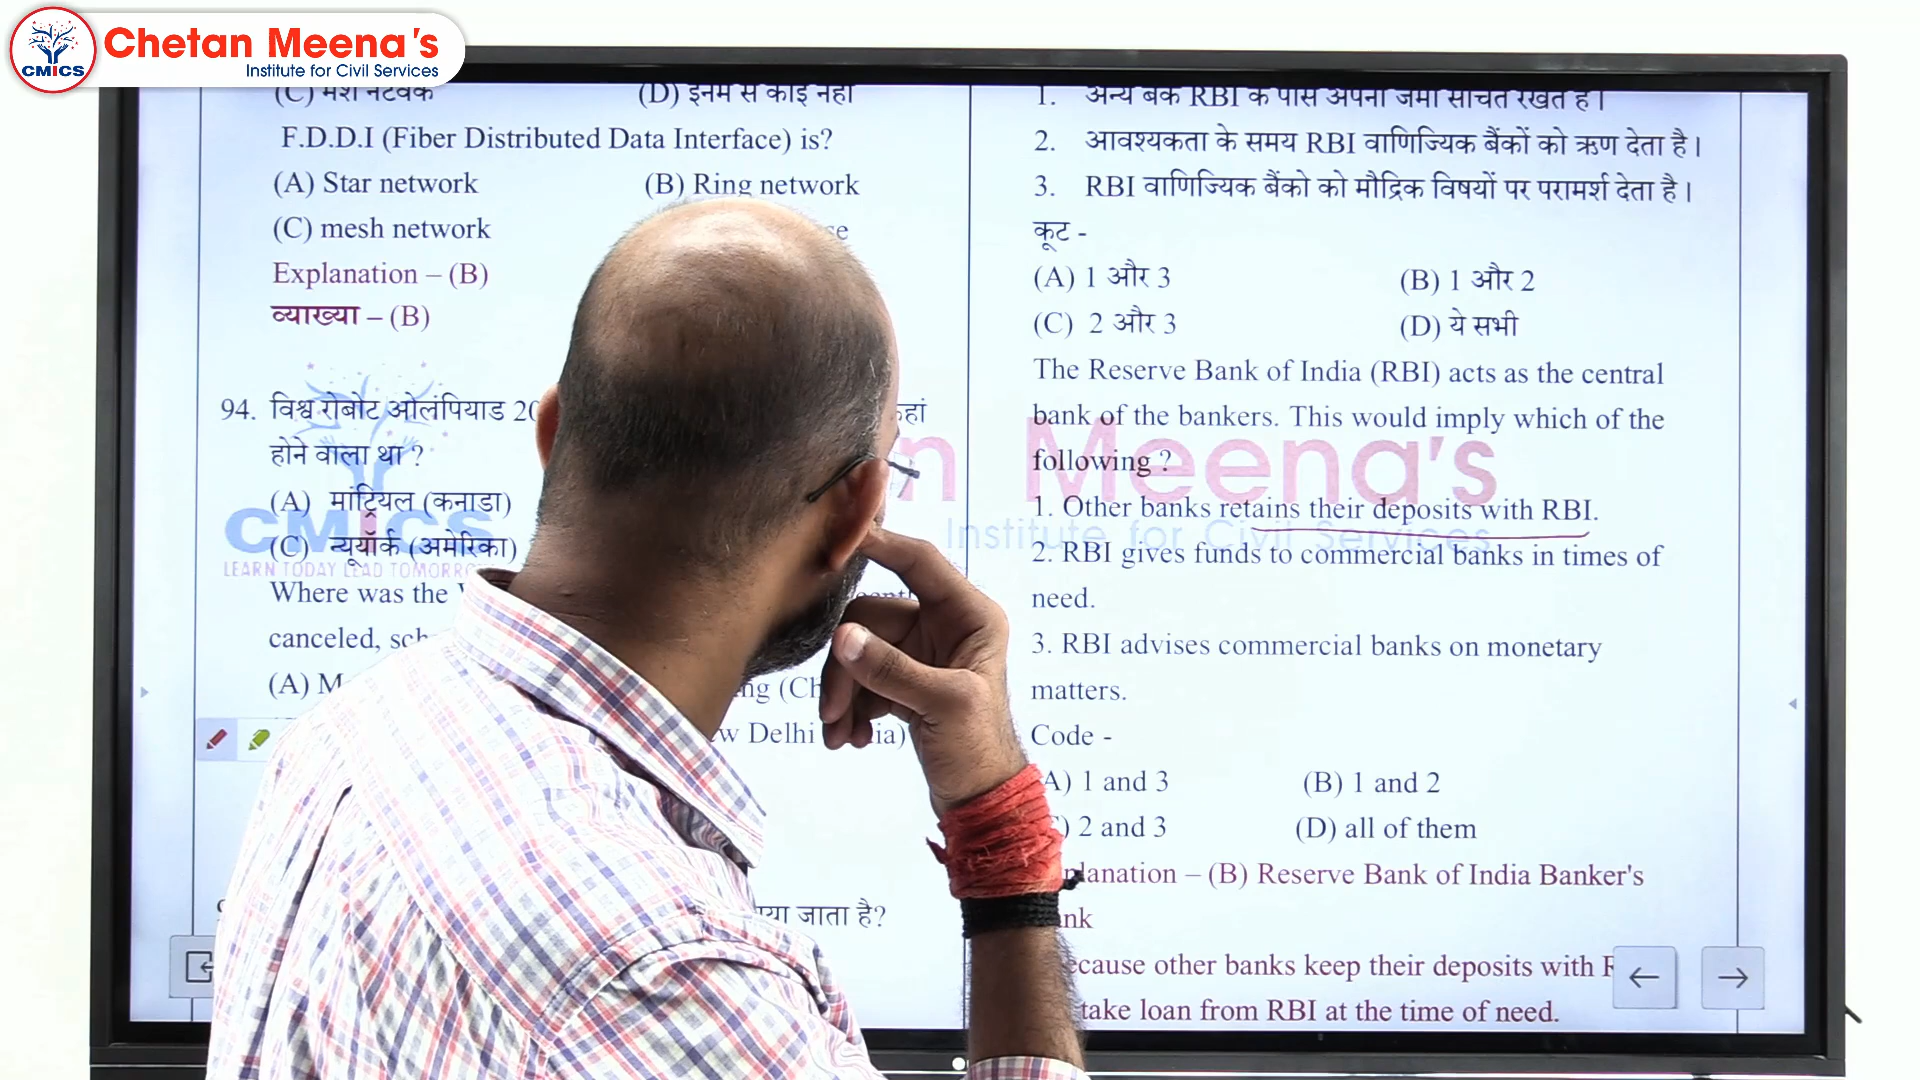 Chetan Meena's
Institute for Civil Services
CMICS
(C) मेश नेटवर्क
(D) इनमें से कोई नहीं
F.D.D.I (Fiber Distributed Data Interface) is?
(A) Star network
(B) Ring network
(C) mesh network
Explanation – (B)
व्याख्या – (B)
94. विश्व रोबोट ओलंपियाड
होने वाला था ?
(A) मांट्रियल (कनाडा)
(C) न्यूयॉर्क (अमेरिका)
Where was the
canceled,
(A)
Delhi
जाता है?
1. अन्य बैंक RBI के पास अपनी जमा संचित रखते हैं।
2. आवश्यकता के समय RBI वाणिज्यिक बैंकों को ऋण देता है।
3. RBI वाणिज्यिक बैंको को मौद्रिक विषयों पर परामर्श देता है।
कूट -
(A) 1 और 3
(B) 1 और 2
(C) 2 और 3
(D) ये सभी
The Reserve Bank of India (RBI) acts as the central
bank of the bankers. This would imply which of the
following ?
1. Other banks retains their deposits with RBI.
2. RBI gives funds to commercial banks in times of
need.
3. RBI advises commercial banks on monetary
matters.
Code -
A) 1 and 3
(B) 1 and 2
) 2 and 3
(D) all of them
– (B) Reserve Bank of India Banker's
other banks keep their deposits with
take loan from RBI at the time of need.
Meena's
Institute for Civil Services
CMICS
LEARN TODAY LEAD TOMORROW